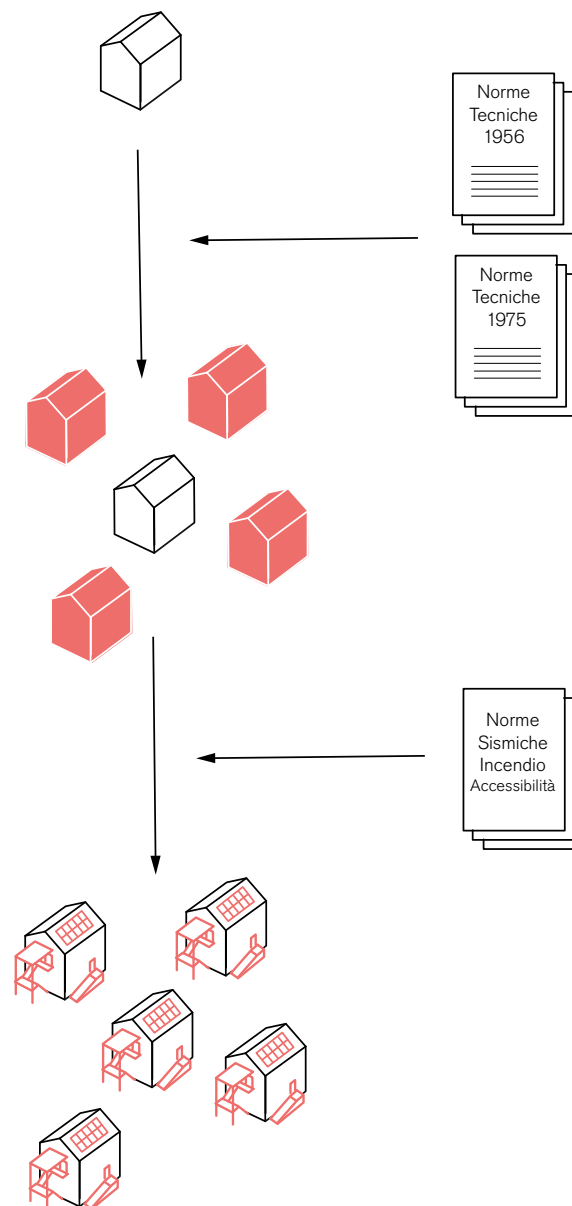 Norme
Tecniche
1956
Norme
Tecniche
1975
Norme
Sismiche
Incendio
Accessibilità